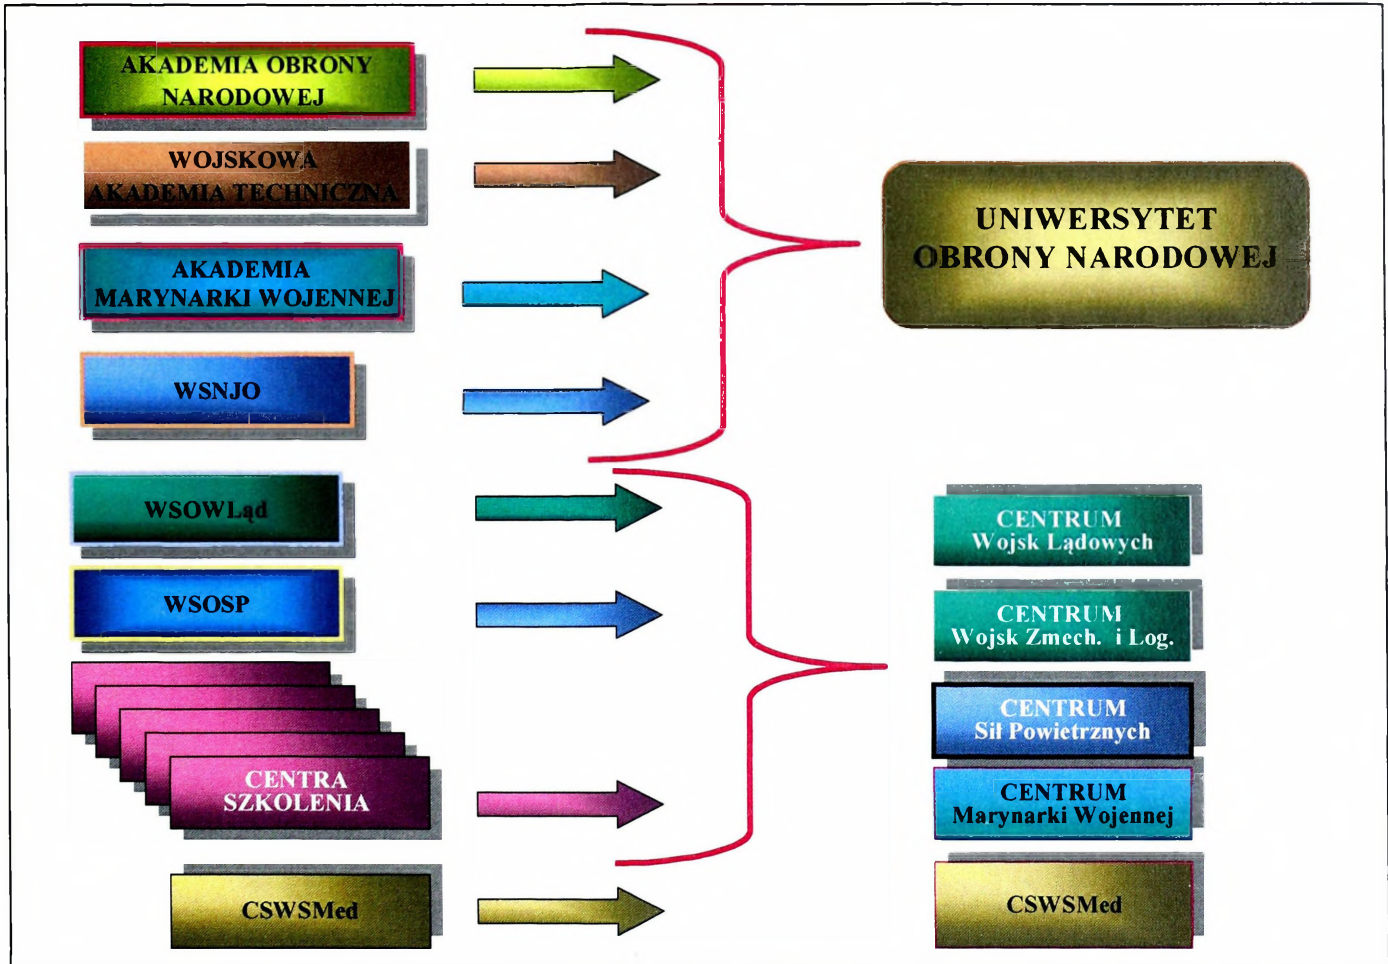 AKADEMIA OBRONY
NARODOWEJ
WOJSKOWA
AKADEMIA TECHNICZNA
AKADEMIA
MARYNARKI WOJENNEJ
WSNJO
WSOWLąd
WSOSP
CENTRA
SZKOLENIA
CSWSMed
UNIWERSYTET
OBRONY NARODOWEJ
CENTRUM
Wojsk Lądowych
CENTRUM
Wojsk Zmech. i Log.
CENTRUM
Sił Powietrznych
CENTRUM
Marynarki Wojennej
CSWSMed